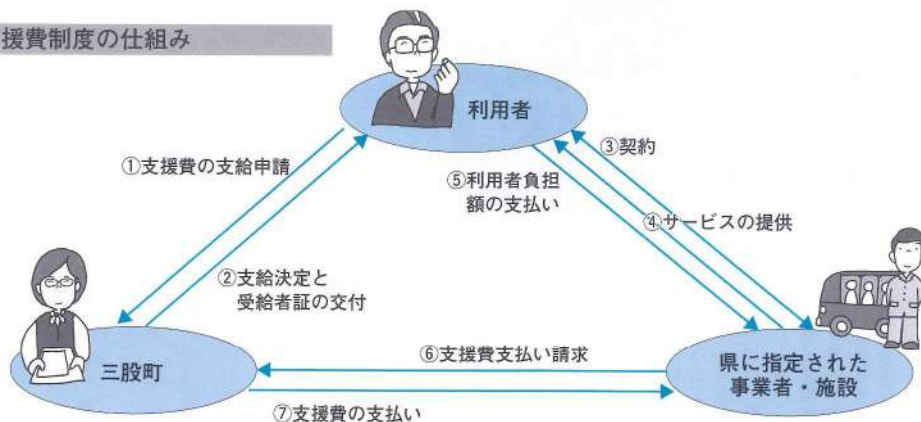 援費制度の仕組み
利用者
①支援費の支給申請
②支給決定と
受給者証の交付
③契約
④サービスの提供
⑤利用者負担
額の支払い
三股町
⑥支援費支払い請求
⑦支援費の支払い
県に指定された
事業者・施設